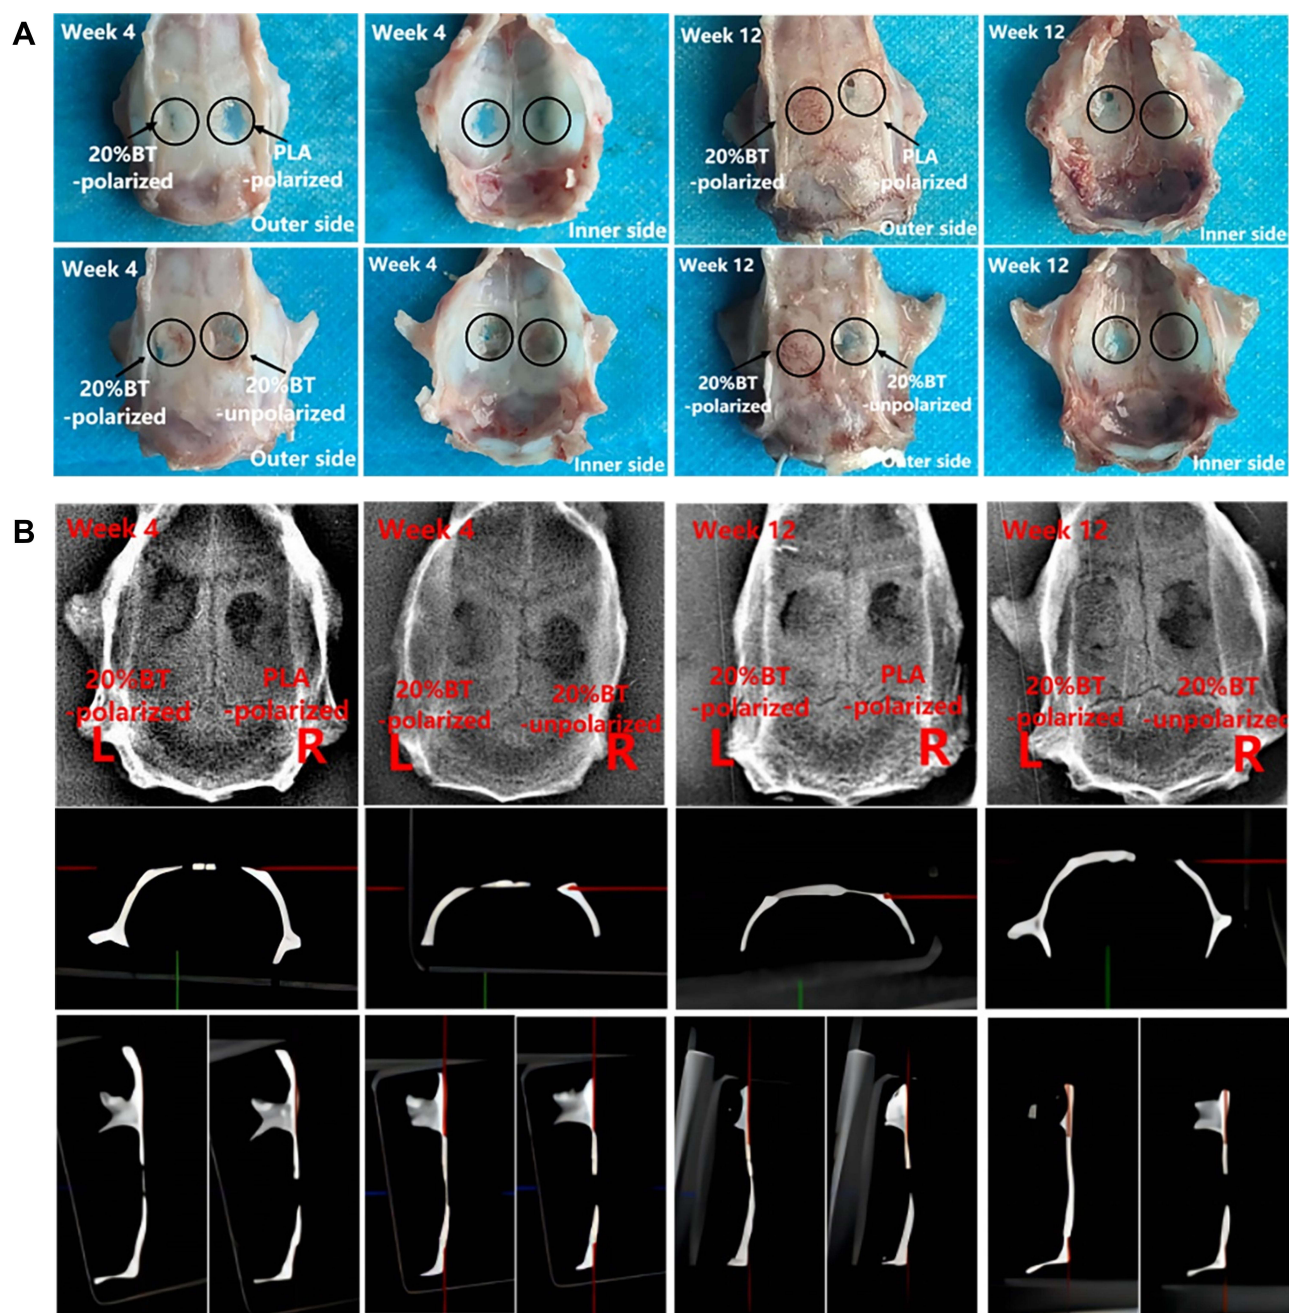 A
Week 4
20%BT
-polarized
PLA
-polarized
Outer side
Week 4
Inner side
Week 12
20%BT
-polarized
PLA
-polarized
Outer side
Week 12
Inner side
Week 4
20%BT
-polarized
20%BT
-unpolarized
Outer side
Week 4
Inner side
Week 12
20%BT
-polarized
20%BT
-unpolarized
Outer side
Week 12
Inner side
B
Week 4
20%BT
-polarized
PLA
-polarized
L
R
Week 4
20%BT
-polarized
20%BT
-unpolarized
L
R
Week 12
20%BT
-polarized
PLA
-polarized
L
R
Week 12
20%BT
-polarized
20%BT
-unpolarized
L
R